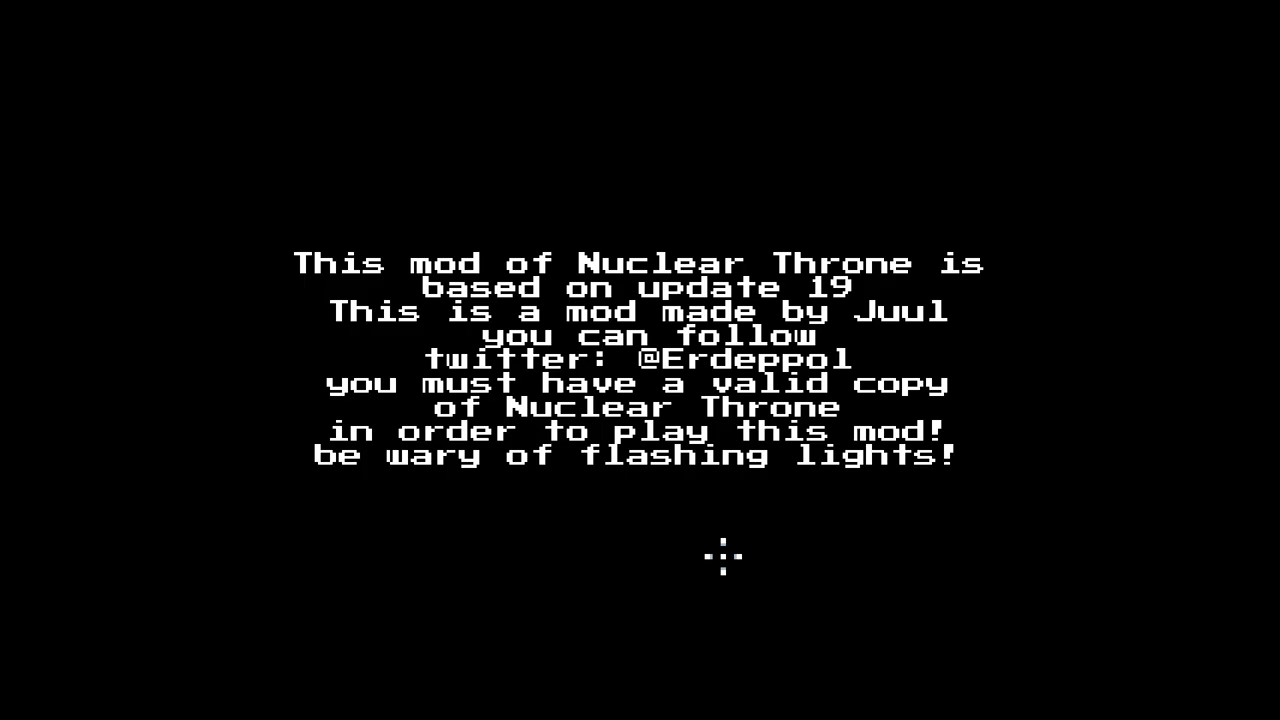 This mod of Nuclear Throne is
based on update 19
This is a mod made by Juul
you can follow
twitter: @Erdeppol
you must have a valid copy
of Nuclear Throne
in order to play this mod!
be wary of flashing lights!